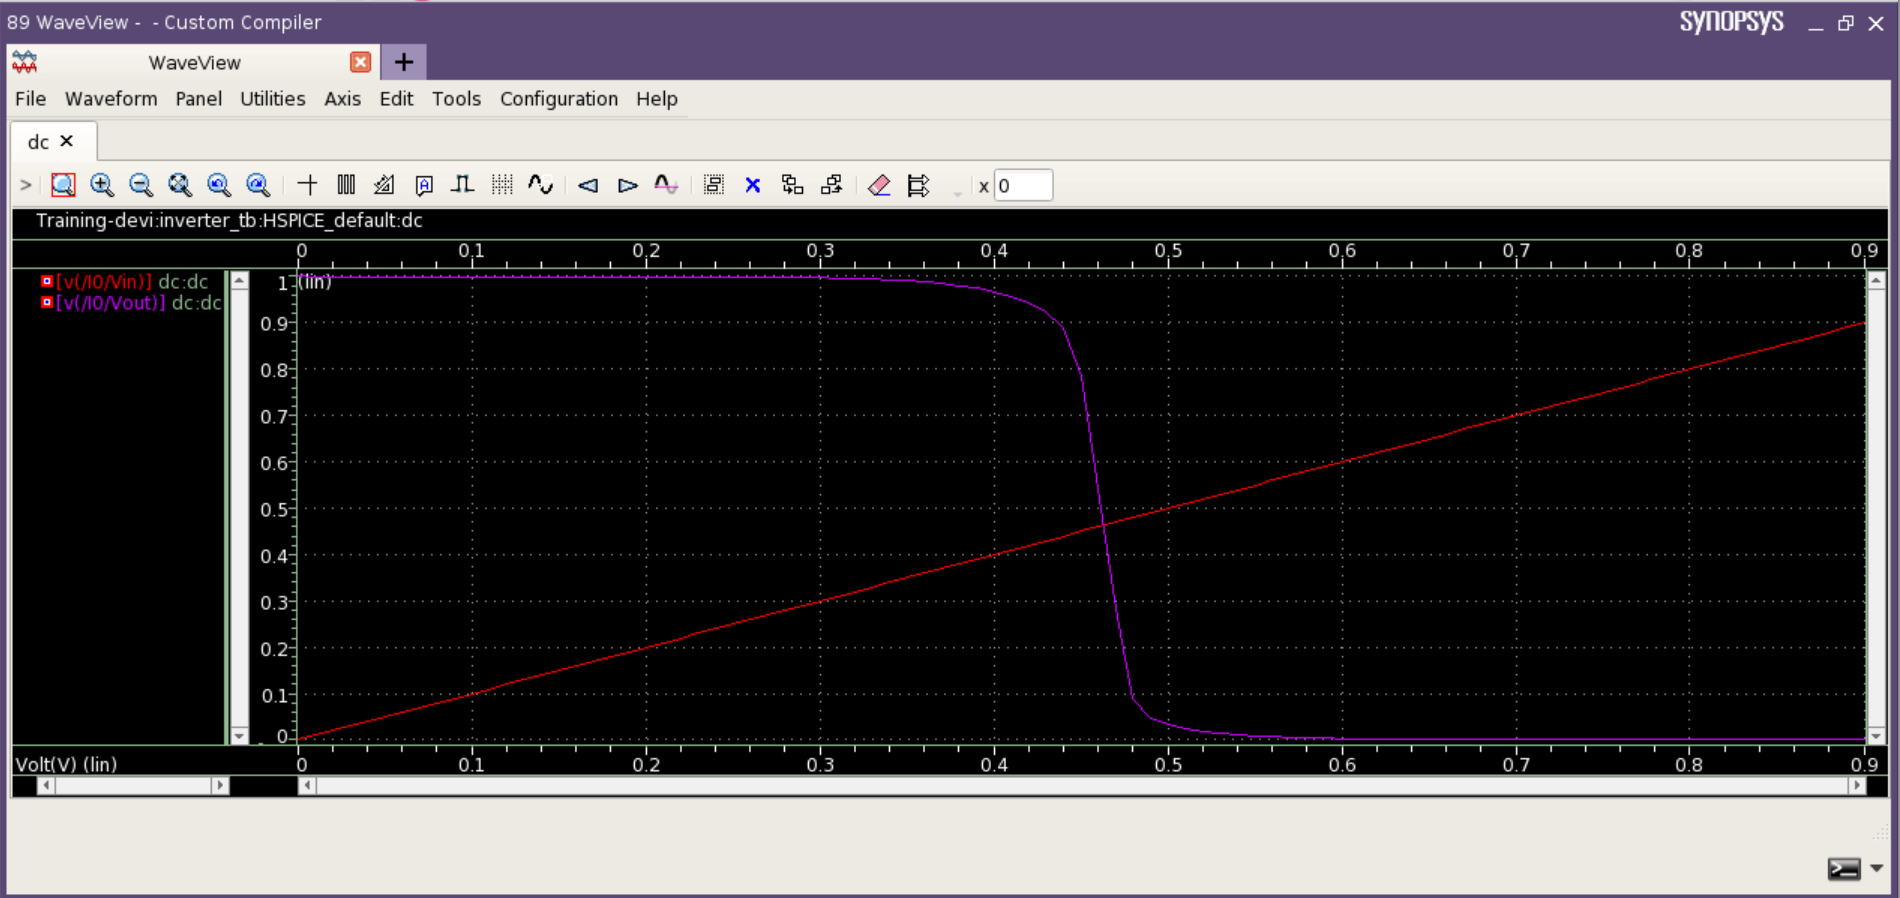 89 WaveView -  - Custom Compiler
SYNOPSYS
WaveView
File Waveform Panel Utilities Axis Edit Tools Configuration Help
dc
> x 0
Training-devi:inverter_tb:HSPICE_default:dc
0 0.1 0.2 0.3 0.4 0.5 0.6 0.7 0.8 0.9
[v(/I0/Vin)] dc:dc
[v(/I0/Vout)] dc:dc
1 (lin)
0.9
0.8
0.7
0.6
0.5
0.4
0.3
0.2
0.1
0
Volt(V) (lin) 0 0.1 0.2 0.3 0.4 0.5 0.6 0.7 0.8 0.9